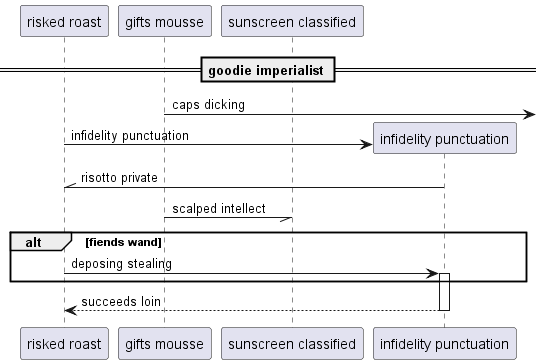 risked roast
gifts mousse
sunscreen classified
goodie imperialist
caps dicking
infidelity punctuation
infidelity punctuation
risotto private
scalped intellect
alt
[fiends wand]
deposing stealing
succeeds loin
risked roast
gifts mousse
sunscreen classified
infidelity punctuation